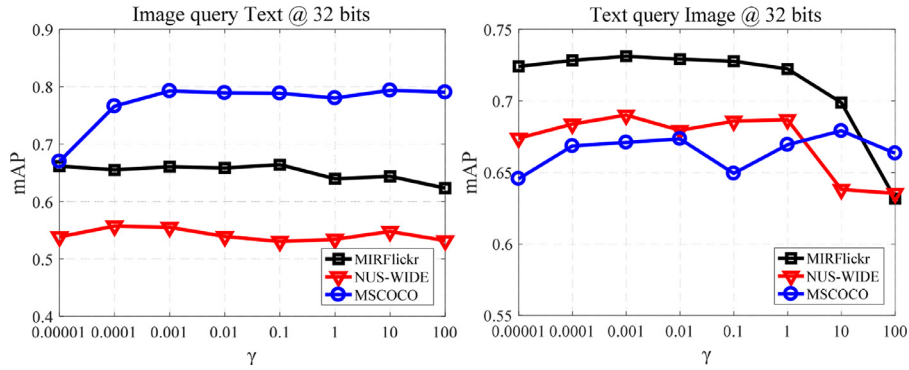 Image query Text @ 32 bits
0.9
0.8
0.7
0.6
0.5
0.4
mAP
0.00001 0.0001 0.001 0.01 0.1 1 10 100
γ
MIRFlickr
NUS-WIDE
MSCOCO
Text query Image @ 32 bits
0.75
0.7
0.65
0.6
0.55
mAP
0.00001 0.0001 0.001 0.01 0.1 1 10 100
γ
MIRFlickr
NUS-WIDE
MSCOCO